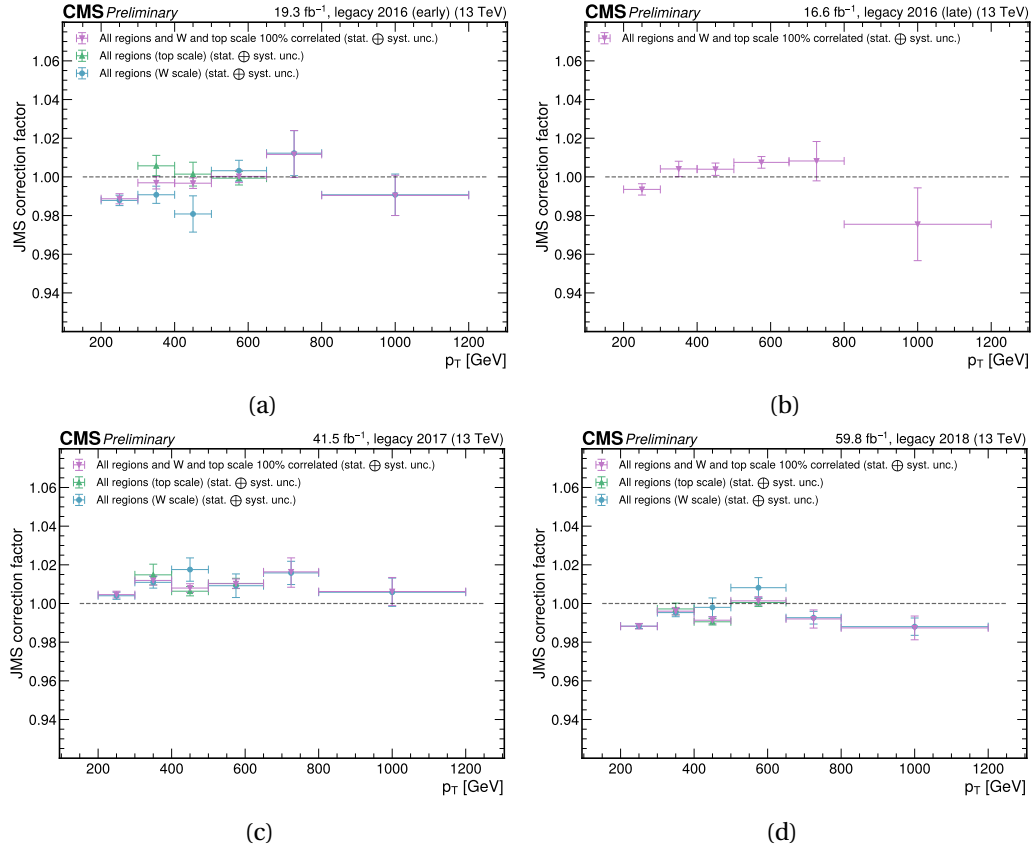 CMS Preliminary 19.3 fb⁻¹, legacy 2016 (early) (13 TeV)
All regions and W and top scale 100% correlated (stat. ⊕ syst. unc.)
All regions (top scale) (stat. ⊕ syst. unc.)
All regions (W scale) (stat. ⊕ syst. unc.)
JMS correction factor
1.06
1.04
1.02
1.00
0.98
0.96
0.94
200 400 600 800 1000 1200
p_T [GeV]
(a)
CMS Preliminary 16.6 fb⁻¹, legacy 2016 (late) (13 TeV)
All regions and W and top scale 100% correlated (stat. ⊕ syst. unc.)
JMS correction factor
1.06
1.04
1.02
1.00
0.98
0.96
0.94
200 400 600 800 1000 1200
p_T [GeV]
(b)
CMS Preliminary 41.5 fb⁻¹, legacy 2017 (13 TeV)
All regions and W and top scale 100% correlated (stat. ⊕ syst. unc.)
All regions (top scale) (stat. ⊕ syst. unc.)
All regions (W scale) (stat. ⊕ syst. unc.)
JMS correction factor
1.06
1.04
1.02
1.00
0.98
0.96
0.94
200 400 600 800 1000 1200
p_T [GeV]
(c)
CMS Preliminary 59.8 fb⁻¹, legacy 2018 (13 TeV)
All regions and W and top scale 100% correlated (stat. ⊕ syst. unc.)
All regions (top scale) (stat. ⊕ syst. unc.)
All regions (W scale) (stat. ⊕ syst. unc.)
JMS correction factor
1.06
1.04
1.02
1.00
0.98
0.96
0.94
200 400 600 800 1000 1200
p_T [GeV]
(d)